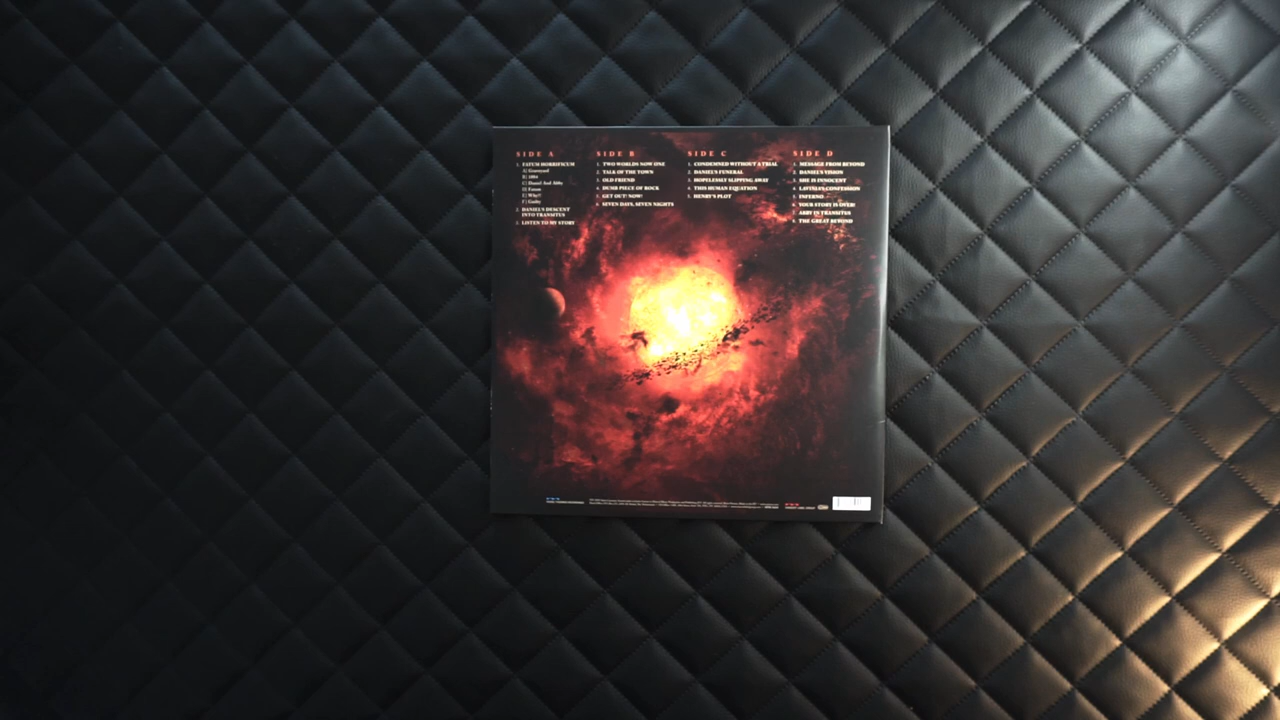 SIDE A
1. FATUM HORRIFICUM
A) Graveyard
B) 1884
C) Daniel And Abby
D) Fatum
E) Why?!
F) Guilty
2. DANIEL'S DESCENT
INTO TRANSITUS
3. LISTEN TO MY STORY
SIDE B
1. TWO WORLDS NOW ONE
2. TALK OF THE TOWN
3. OLD FRIEND
4. DUMB PIECE OF ROCK
5. GET OUT! NOW!
6. SEVEN DAYS, SEVEN NIGHTS
SIDE C
1. CONDEMNED WITHOUT A TRIAL
2. DANIEL'S FUNERAL
3. HOPELESSLY SLIPPING AWAY
4. THIS HUMAN EQUATION
5. HENRY'S PLOT
SIDE D
1. MESSAGE FROM BEYOND
2. DANIEL'S VISION
3. SHE IS INNOCENT
4. LAVINIA'S CONFESSION
5. INFERNO
6. YOUR STORY IS OVER!
7. ABBY IN TRANSITUS
8. THE GREAT BEYOND